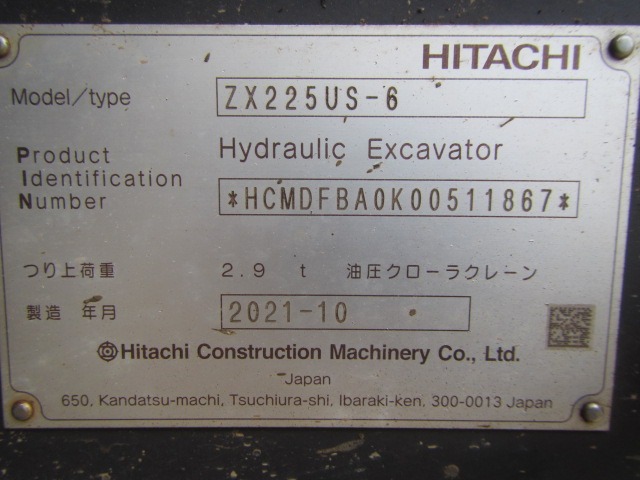 HITACHI
Model/type ZX225US-6
Product Hydraulic Excavator
Identification
Number *HCMDFBA0K00511867*
つり上荷重 2.9 t 油圧クローラクレーン
製造 年月 2021-10
Hitachi Construction Machinery Co., Ltd.
Japan
650, Kandatsu-machi, Tsuchiura-shi, Ibaraki-ken, 300-0013 Japan